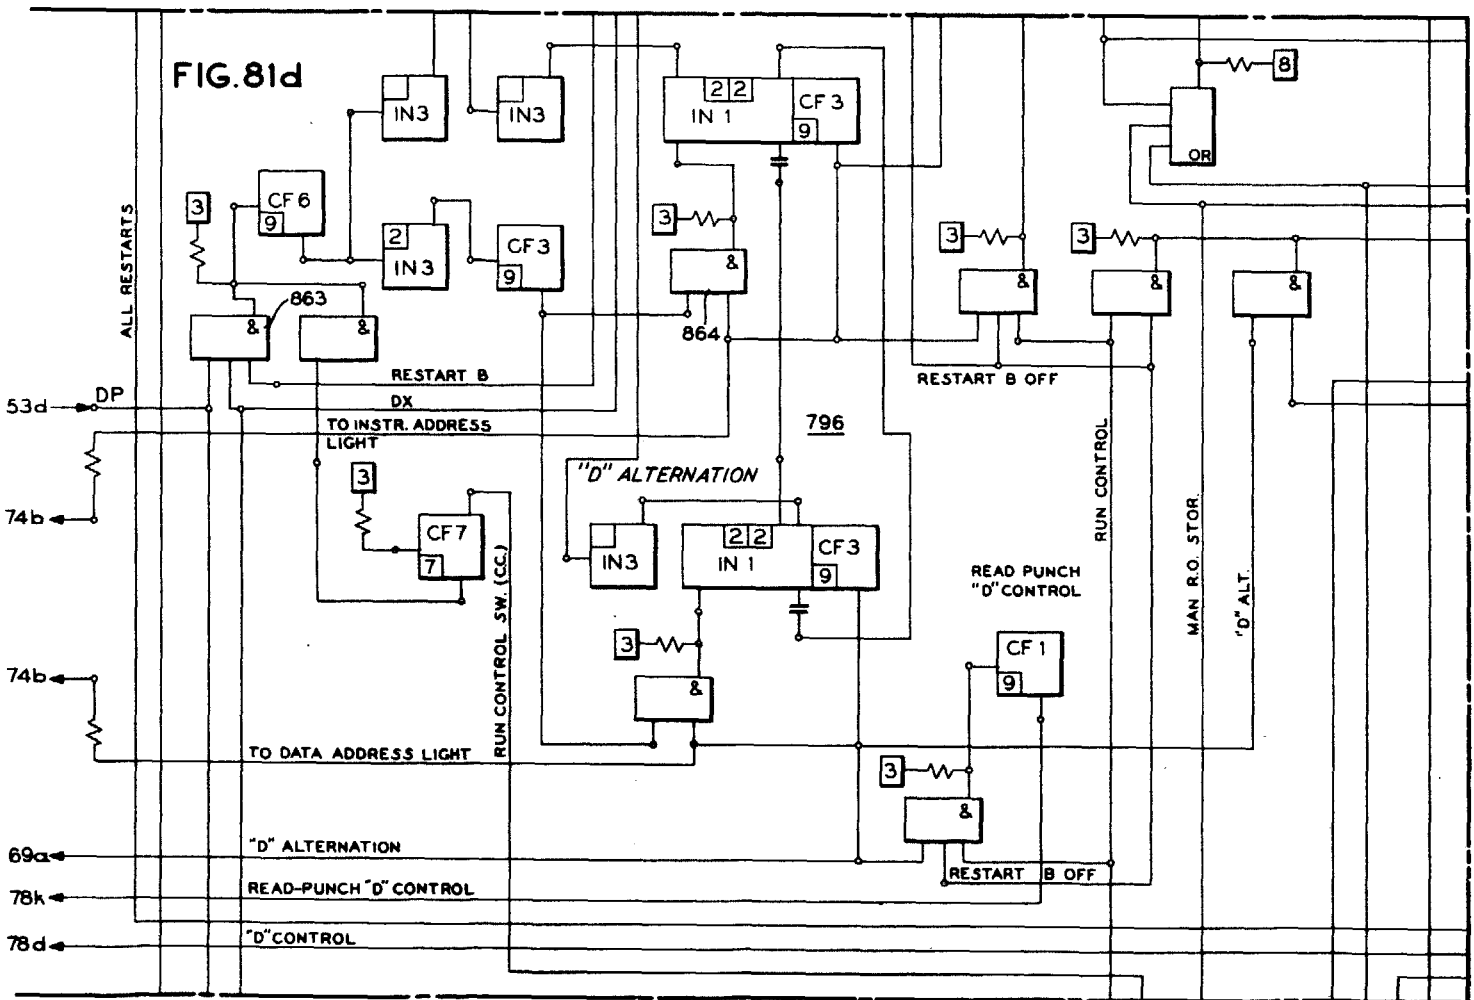 FIG.81d
IN3
IN3
2 2
IN 1
CF 3
9
8
OR
CF 6
9
3
ALL RESTARTS
2
IN3
CF3
9
3
&
864
3
&
3
&
&
863
&
&
RESTART B
RESTART B OFF
53d
DP
DX
TO INSTR. ADDRESS
LIGHT
796
"D" ALTERNATION
RUN CONTROL
74b
3
CF7
7
IN3
2 2
IN 1
CF3
9
RUN CONTROL SW. (C.C.)
READ PUNCH
"D" CONTROL
MAN R.O. STOR.
"D" ALT.
3
&
CF 1
9
74b
TO DATA ADDRESS LIGHT
3
&
69a
"D" ALTERNATION
RESTART B OFF
78k
READ-PUNCH "D" CONTROL
78d
"D" CONTROL